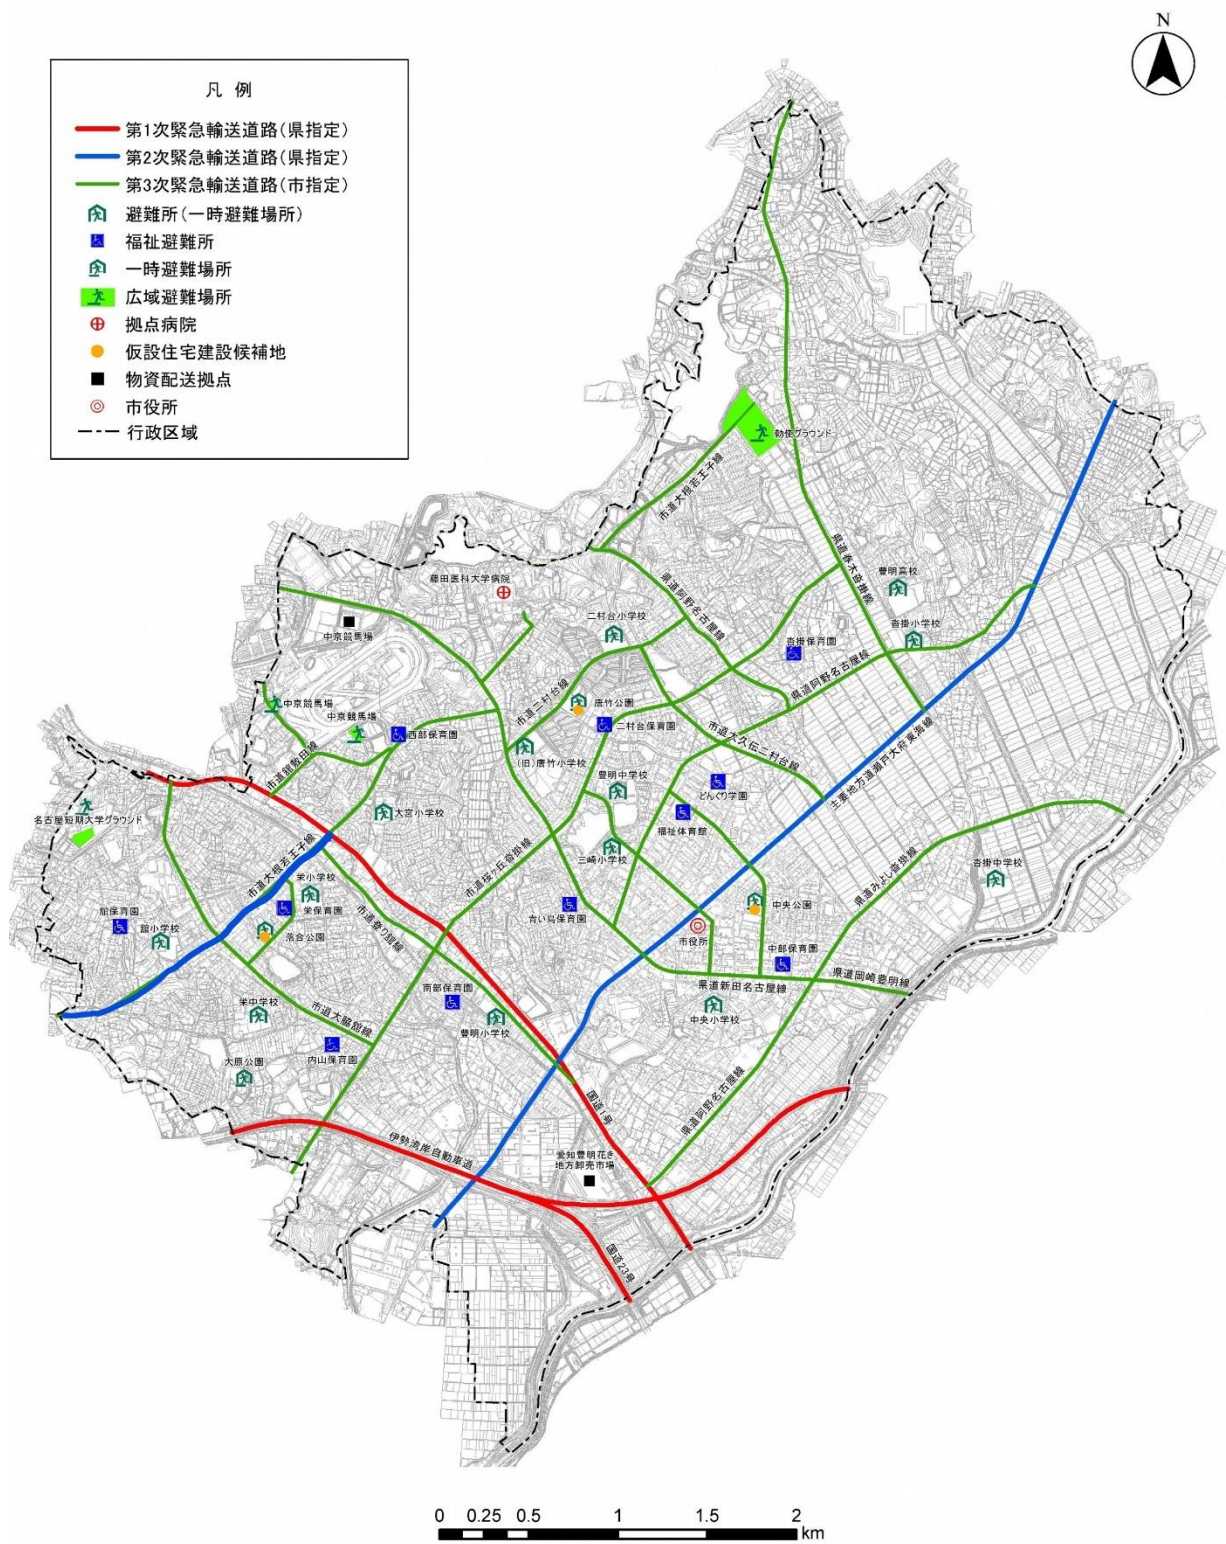 N
凡 例
第1次緊急輸送道路(県指定)
第2次緊急輸送道路(県指定)
第3次緊急輸送道路(市指定)
避難所(一時避難場所)
福祉避難所
一時避難場所
広域避難場所
拠点病院
仮設住宅建設候補地
物資配送拠点
市役所
行政区域
勅使グラウンド
市道大根若王子線
県道春木沓掛線
藤田医科大学病院
県道阿野名古屋線
豊明高校
二村台小学校
中京競馬場
沓掛小学校
沓掛保育園
県道阿野名古屋線
中京競馬場
市道二村台線
唐竹公園
中京競馬場
二村台保育園
西部保育園
市道大久伝二村台線
(旧)唐竹小学校
市道舘敷田線
豊明中学校
主要地方道瀬戸大府東海線
どんぐり学園
大宮小学校
名古屋短期大学グラウンド
福祉体育館
三崎小学校
市道大根若王子線
市道桜ヶ丘沓掛線
県道みよし沓掛線
沓掛中学校
栄小学校
舘保育園
栄保育園
市道登り舘線
青い鳥保育園
中央公園
舘小学校
落合公園
市役所
中部保育園
県道岡崎豊明線
県道新田名古屋線
南部保育園
栄中学校
市道大脇舘線
豊明小学校
中央小学校
大原公園
内山保育園
県道阿野名古屋線
国道1号
伊勢湾岸自動車道
愛知豊明花き
地方卸売市場
国道23号
0 0.25 0.5 1 1.5 2
km